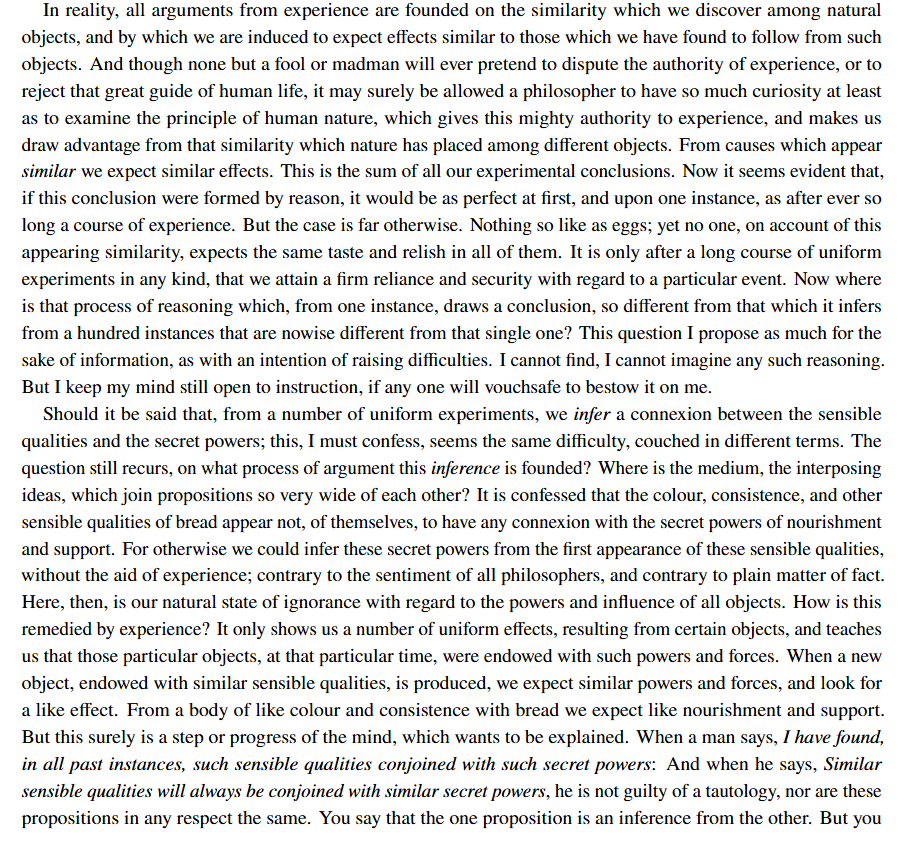 In reality, all arguments from experience are founded on the similarity which we discover among natural
objects, and by which we are induced to expect effects similar to those which we have found to follow from such
objects. And though none but a fool or madman will ever pretend to dispute the authority of experience, or to
reject that great guide of human life, it may surely be allowed a philosopher to have so much curiosity at least
as to examine the principle of human nature, which gives this mighty authority to experience, and makes us
draw advantage from that similarity which nature has placed among different objects. From causes which appear
similar we expect similar effects. This is the sum of all our experimental conclusions. Now it seems evident that,
if this conclusion were formed by reason, it would be as perfect at first, and upon one instance, as after ever so
long a course of experience. But the case is far otherwise. Nothing so like as eggs; yet no one, on account of this
appearing similarity, expects the same taste and relish in all of them. It is only after a long course of uniform
experiments in any kind, that we attain a firm reliance and security with regard to a particular event. Now where
is that process of reasoning which, from one instance, draws a conclusion, so different from that which it infers
from a hundred instances that are nowise different from that single one? This question I propose as much for the
sake of information, as with an intention of raising difficulties. I cannot find, I cannot imagine any such reasoning.
But I keep my mind still open to instruction, if any one will vouchsafe to bestow it on me.
Should it be said that, from a number of uniform experiments, we infer a connexion between the sensible
qualities and the secret powers; this, I must confess, seems the same difficulty, couched in different terms. The
question still recurs, on what process of argument this inference is founded? Where is the medium, the interposing
ideas, which join propositions so very wide of each other? It is confessed that the colour, consistence, and other
sensible qualities of bread appear not, of themselves, to have any connexion with the secret powers of nourishment
and support. For otherwise we could infer these secret powers from the first appearance of these sensible qualities,
without the aid of experience; contrary to the sentiment of all philosophers, and contrary to plain matter of fact.
Here, then, is our natural state of ignorance with regard to the powers and influence of all objects. How is this
remedied by experience? It only shows us a number of uniform effects, resulting from certain objects, and teaches
us that those particular objects, at that particular time, were endowed with such powers and forces. When a new
object, endowed with similar sensible qualities, is produced, we expect similar powers and forces, and look for
a like effect. From a body of like colour and consistence with bread we expect like nourishment and support.
But this surely is a step or progress of the mind, which wants to be explained. When a man says, I have found,
in all past instances, such sensible qualities conjoined with such secret powers: And when he says, Similar
sensible qualities will always be conjoined with similar secret powers, he is not guilty of a tautology, nor are these
propositions in any respect the same. You say that the one proposition is an inference from the other. But you